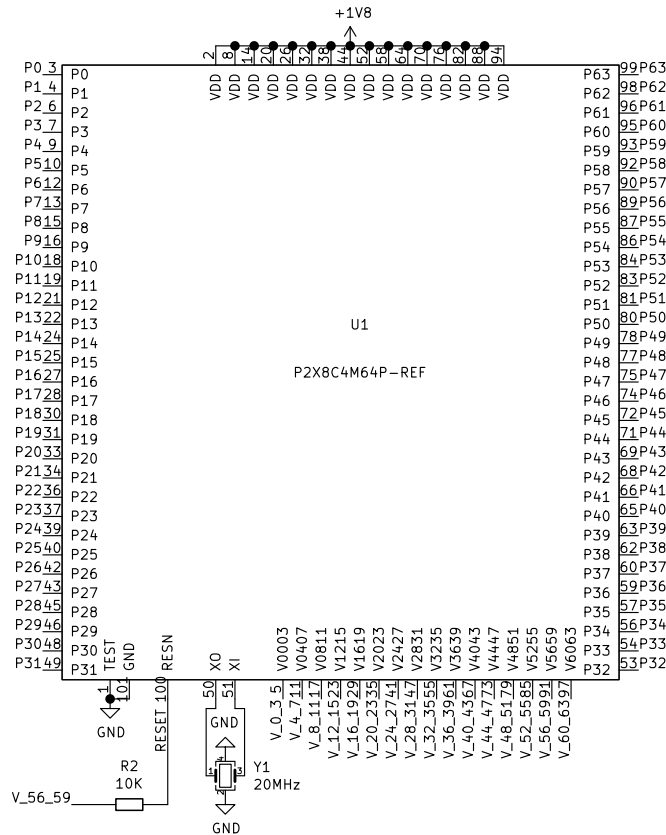 +1V8
2 8 14 20 26 32 38 44 52 58 64 70 76 82 88 94
VDD VDD VDD VDD VDD VDD VDD VDD VDD VDD VDD VDD VDD VDD VDD VDD
P0 3 P0 P63 99 P63
P1 4 P1 P62 98 P62
P2 6 P2 P61 96 P61
P3 7 P3 P60 95 P60
P4 9 P4 P59 93 P59
P5 10 P5 P58 92 P58
P6 12 P6 P57 90 P57
P7 13 P7 P56 89 P56
P8 15 P8 P55 87 P55
P9 16 P9 P54 86 P54
P10 18 P10 P53 84 P53
P11 19 P11 P52 83 P52
P12 21 P12 P51 81 P51
P13 22 P13 P50 80 P50
U1
P14 24 P14 P49 78 P49
P15 25 P15 P48 77 P48
P2X8C4M64P-REF
P16 27 P16 P47 75 P47
P17 28 P17 P46 74 P46
P18 30 P18 P45 72 P45
P19 31 P19 P44 71 P44
P20 33 P20 P43 69 P43
P21 34 P21 P42 68 P42
P22 36 P22 P41 66 P41
P23 37 P23 P40 65 P40
P24 39 P24 P39 63 P39
P25 40 P25 P38 62 P38
P26 42 P26 P37 60 P37
P27 43 P27 P36 59 P36
P28 45 P28 P35 57 P35
P29 46 P29 P34 56 P34
P30 48 P30 P33 54 P33
P31 49 P31 P32 53 P32
TEST GND RESN XO XI V0003 V0407 V0811 V1215 V1619 V2023 V2427 V2831 V3235 V3639 V4043 V4447 V4851 V5255 V5659 V6063
1 101 100 50 51 5 11 17 23 29 35 41 47 55 61 67 73 79 85 91 97
RESET
V_0_3 V_4_7 V_8_11 V_12_15 V_16_19 V_20_23 V_24_27 V_28_31 V_32_35 V_36_39 V_40_43 V_44_47 V_48_51 V_52_55 V_56_59 V_60_63
GND
GND
R2
10K
V_56_59
1 2 3 4
Y1
20MHz
GND